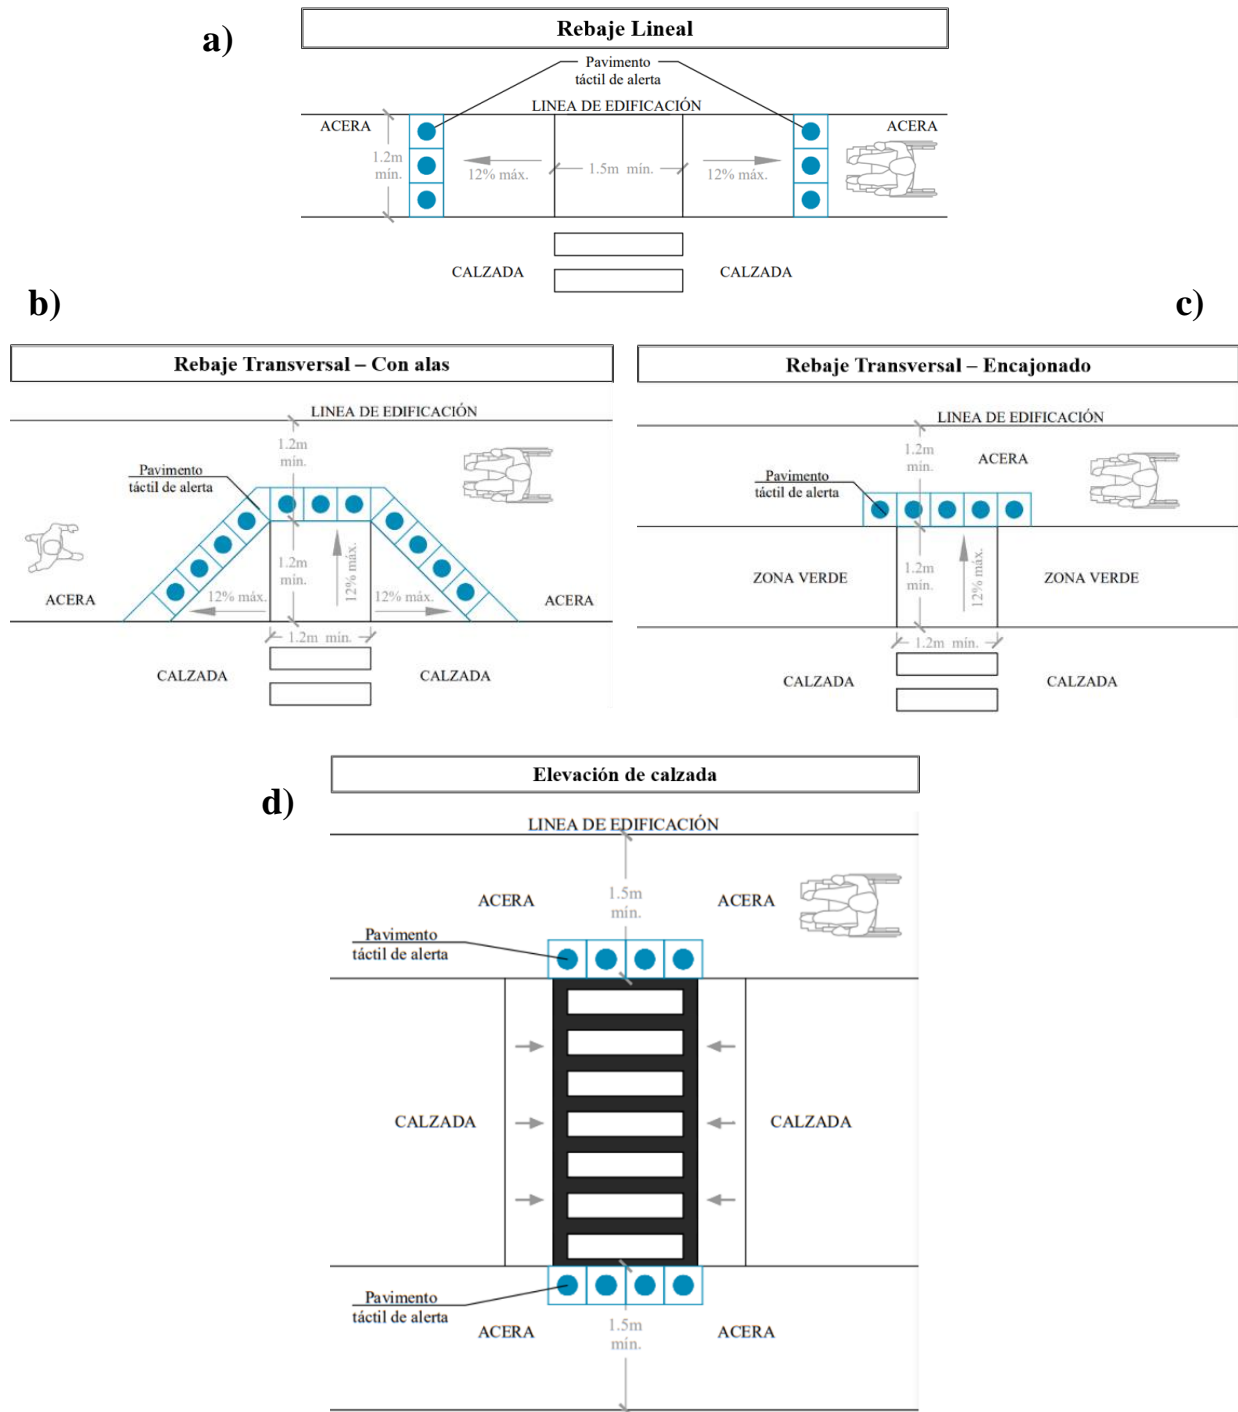 a)
Rebaje Lineal
Pavimento
táctil de alerta
LINEA DE EDIFICACIÓN
ACERA
ACERA
1.2m
mín.
12% máx.
1.5m mín.
12% máx.
CALZADA
CALZADA
b)
Rebaje Transversal – Con alas
LINEA DE EDIFICACIÓN
1.2m
mín.
Pavimento
táctil de alerta
1.2m
mín.
12% máx.
12% máx.
12% máx.
ACERA
ACERA
1.2m mín.
CALZADA
CALZADA
c)
Rebaje Transversal – Encajonado
LINEA DE EDIFICACIÓN
1.2m
mín.
ACERA
Pavimento
táctil de alerta
1.2m
mín.
12% máx.
ZONA VERDE
ZONA VERDE
1.2m mín.
CALZADA
CALZADA
d)
Elevación de calzada
LINEA DE EDIFICACIÓN
ACERA
1.5m
mín.
ACERA
Pavimento
táctil de alerta
CALZADA
CALZADA
Pavimento
táctil de alerta
ACERA
1.5m
mín.
ACERA